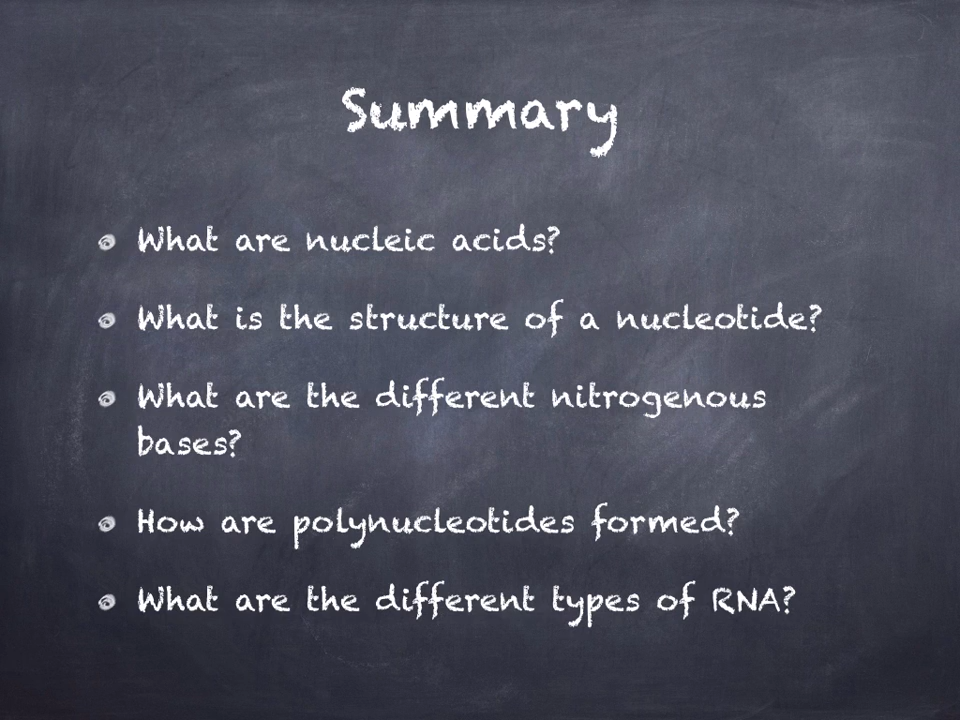 Summary
What are nucleic acids?
What is the structure of a nucleotide?
What are the different nitrogenous
bases?
How are polynucleotides formed?
What are the different types of RNA?